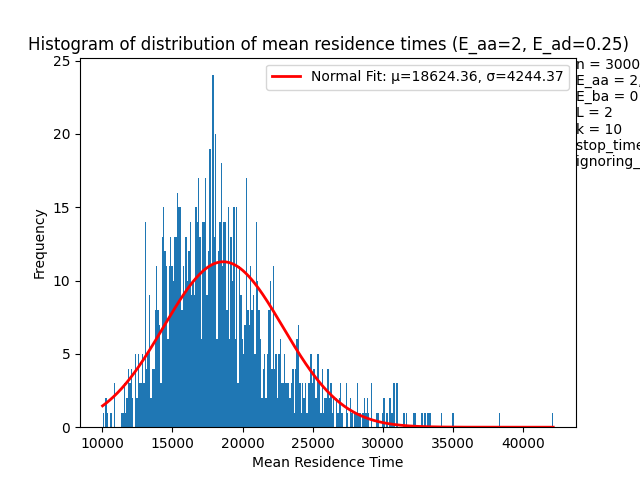 Histogram of distribution of mean residence times (E_aa=2, E_ad=0.25)
Normal Fit: μ=18624.36, σ=4244.37
n = 3000
E_aa = 2,
E_ba = 0
L = 2
k = 10
stop_time
ignoring_
25
20
15
10
5
0
Frequency
10000 15000 20000 25000 30000 35000 40000
Mean Residence Time